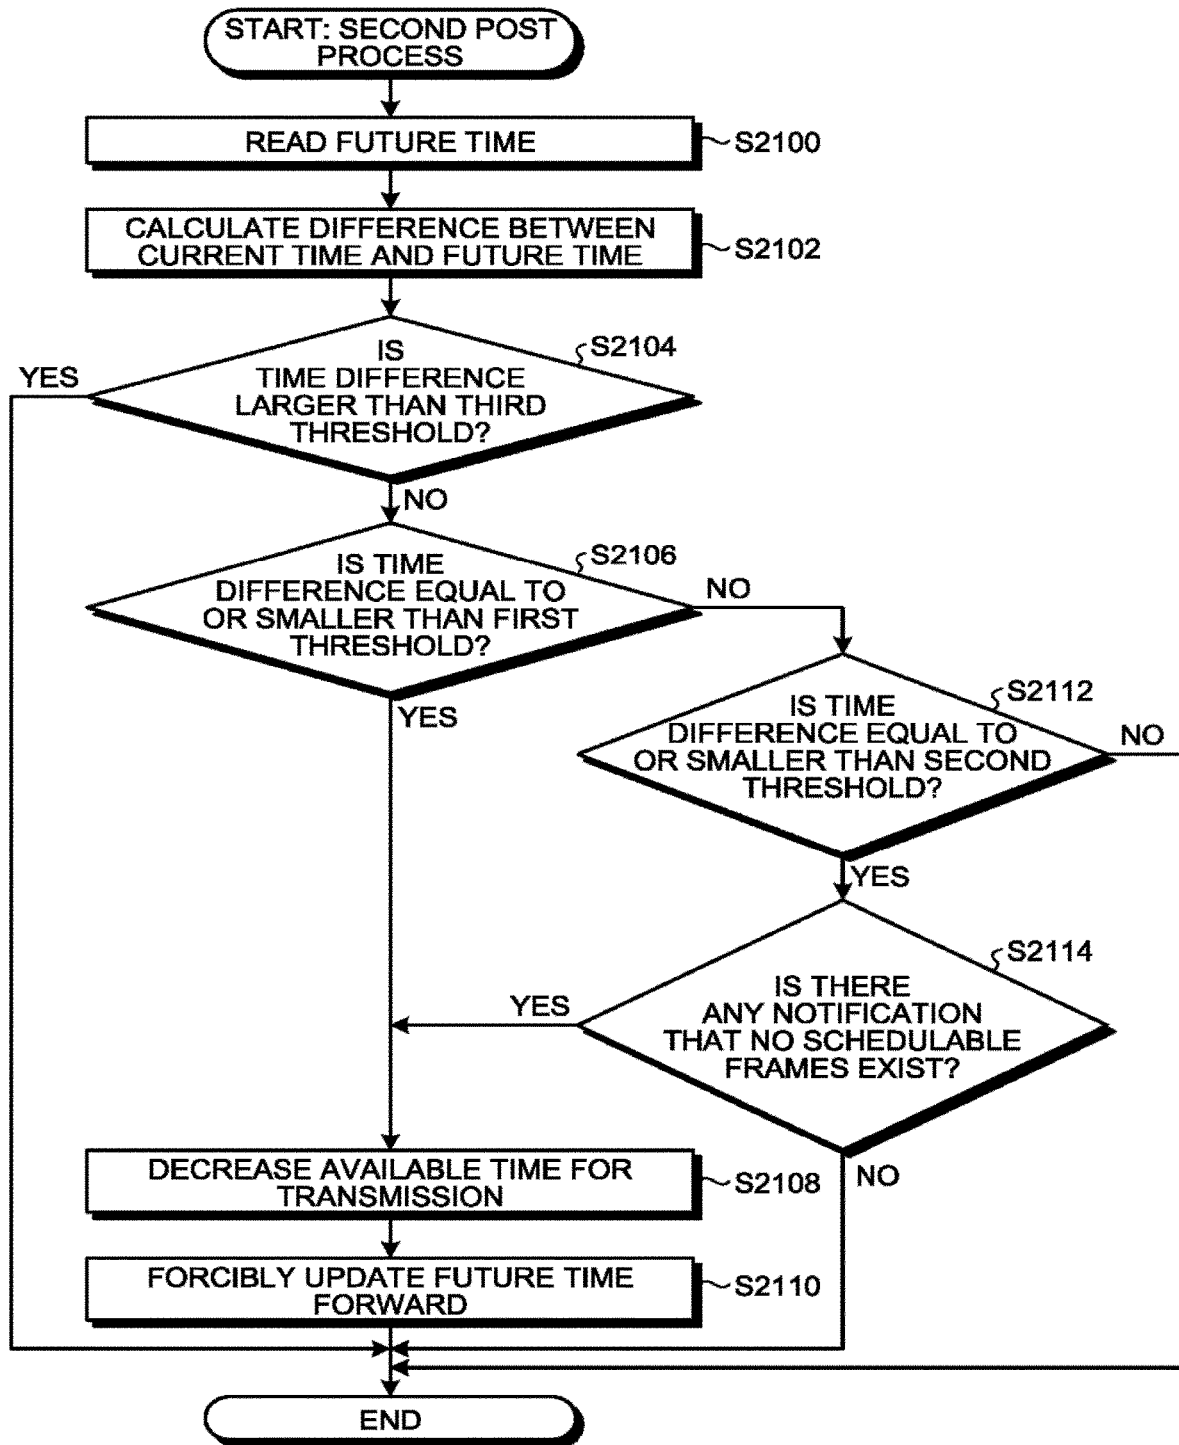 START: SECOND POST
PROCESS
READ FUTURE TIME
S2100
CALCULATE DIFFERENCE BETWEEN
CURRENT TIME AND FUTURE TIME
S2102
S2104
IS
TIME DIFFERENCE
LARGER THAN THIRD
THRESHOLD?
YES
NO
S2106
IS TIME
DIFFERENCE EQUAL TO
OR SMALLER THAN FIRST
THRESHOLD?
NO
YES
S2112
IS TIME
DIFFERENCE EQUAL TO
OR SMALLER THAN SECOND
THRESHOLD?
NO
YES
S2114
IS THERE
ANY NOTIFICATION
THAT NO SCHEDULABLE
FRAMES EXIST?
YES
NO
DECREASE AVAILABLE TIME FOR
TRANSMISSION
S2108
FORCIBLY UPDATE FUTURE TIME
FORWARD
S2110
END